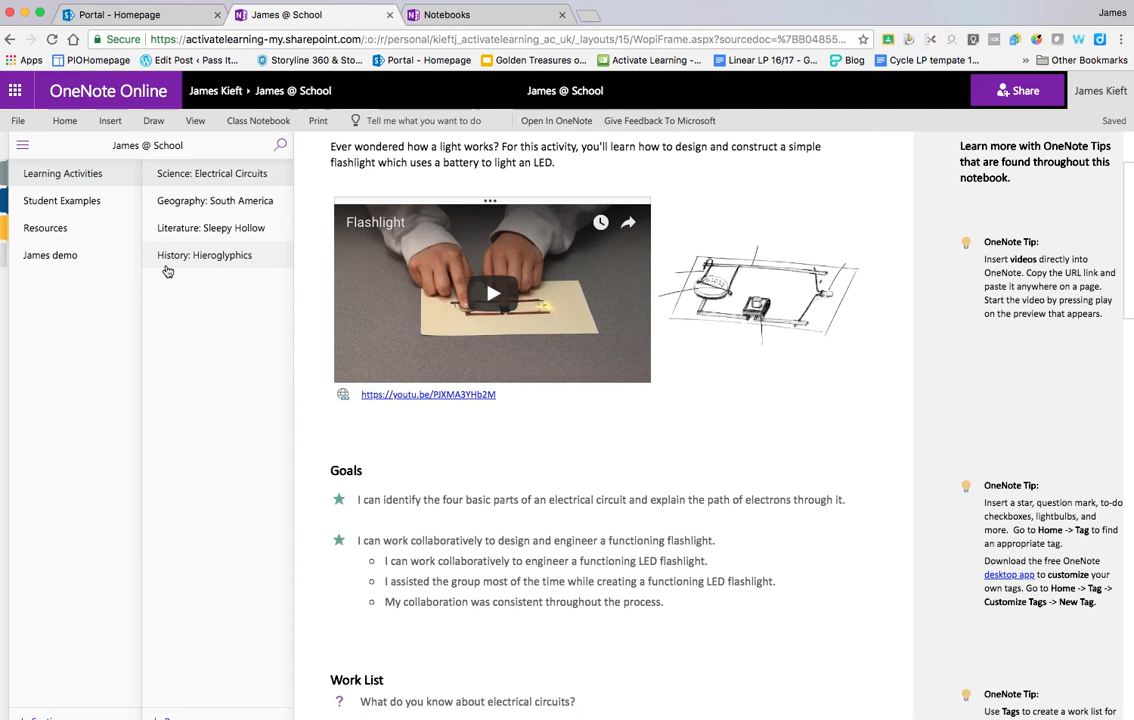 Portal - Homepage
James @ School
Notebooks
James
Secure
https://activatelearning-my.sharepoint.com/:o:/r/personal/kieftj_activatelearning_ac_uk/_layouts/15/WopiFrame.aspx?sourcedoc=%7BB04855...
Apps
PIOHomepage
Edit Post ‹ Pass It...
Storyline 360 & Sto...
Portal - Homepage
Golden Treasures o...
Activate Learning -...
Linear LP 16/17 - G...
Blog
Cycle LP tempate 1...
»
Other Bookmarks
OneNote Online
James Kieft
James @ School
James @ School
Share
James Kieft
File
Home
Insert
Draw
View
Class Notebook
Print
Tell me what you want to do
Open In OneNote
Give Feedback To Microsoft
Saved
James @ School
Learning Activities
Student Examples
Resources
James demo
Science: Electrical Circuits
Geography: South America
Literature: Sleepy Hollow
History: Hieroglyphics
Ever wondered how a light works? For this activity, you'll learn how to design and construct a simple
flashlight which uses a battery to light an LED.
Flashlight
https://youtu.be/PJXMA3YHb2M
Goals
I can identify the four basic parts of an electrical circuit and explain the path of electrons through it.
I can work collaboratively to design and engineer a functioning flashlight.
I can work collaboratively to engineer a functioning LED flashlight.
I assisted the group most of the time while creating a functioning LED flashlight.
My collaboration was consistent throughout the process.
Work List
? What do you know about electrical circuits?
Learn more with OneNote Tips
that are found throughout this
notebook.
OneNote Tip:
Insert videos directly into
OneNote. Copy the URL link and
paste it anywhere on a page.
Start the video by pressing play
on the preview that appears.
OneNote Tip:
Insert a star, question mark, to-do
checkboxes, lightbulbs, and
more. Go to Home -> Tag to find
an appropriate tag.
Download the free OneNote
desktop app to customize your
own tags. Go to Home -> Tag ->
Customize Tags -> New Tag.
OneNote Tip:
Use Tags to create a work list for